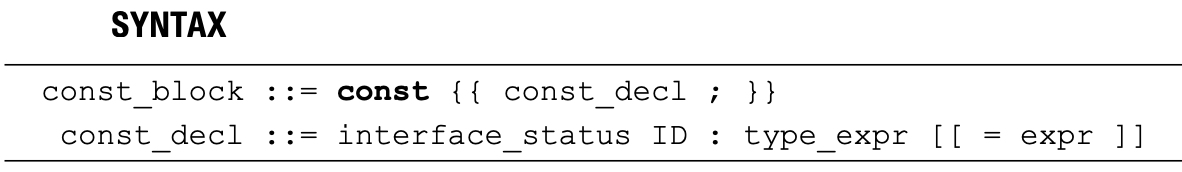 SYNTAX
const_block ::= const {{ const_decl ; }}
const_decl ::= interface_status ID : type_expr [[ = expr ]]